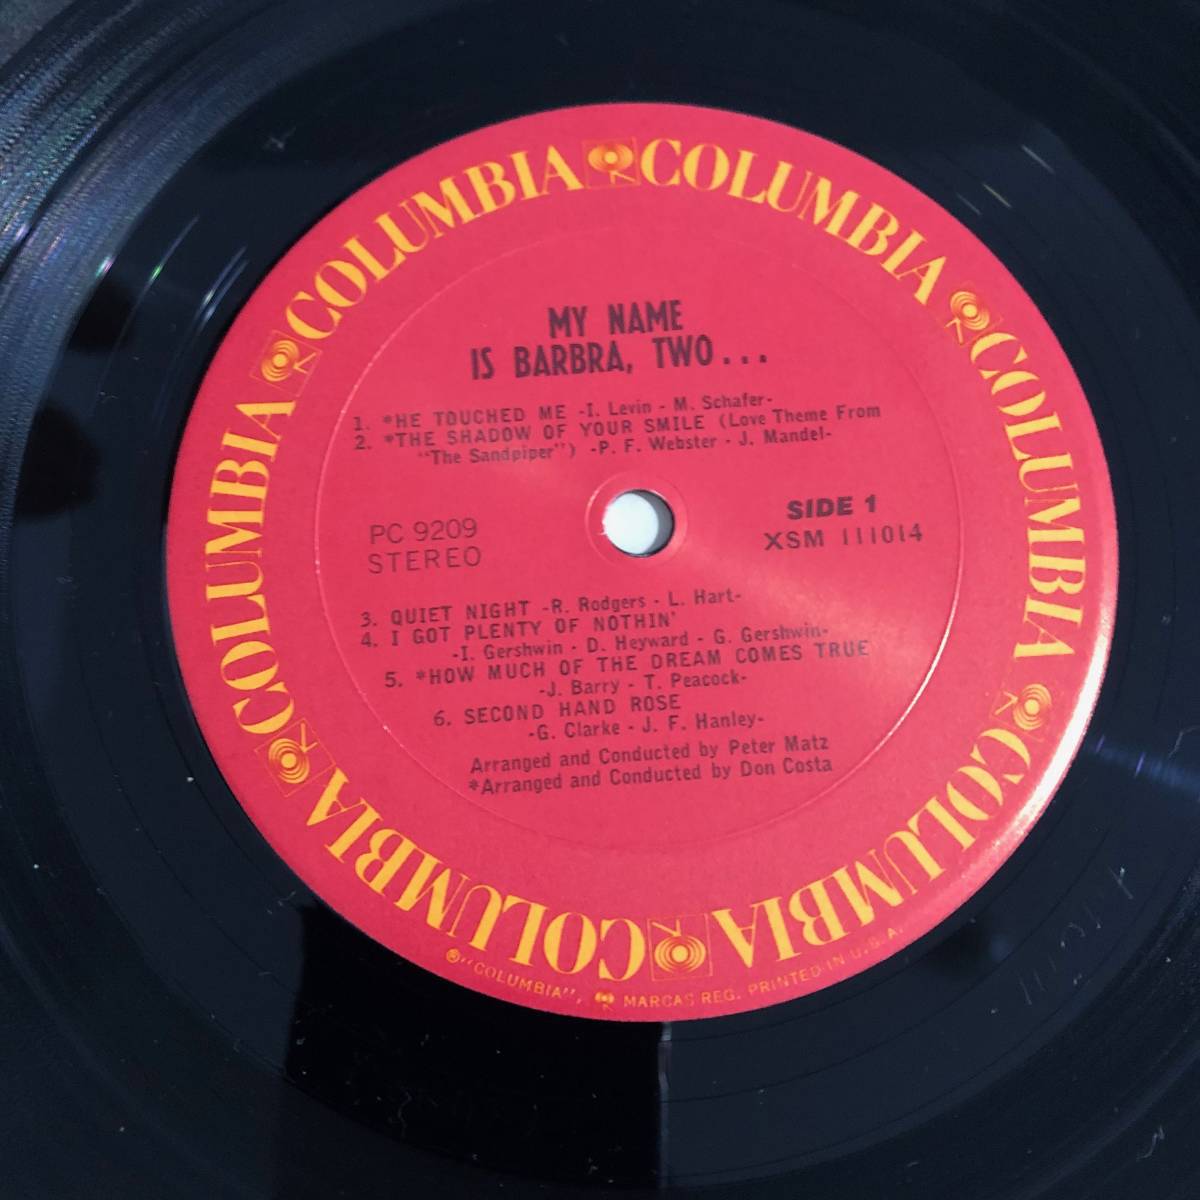 COLUMBIA COLUMBIA COLUMBIA COLUMBIA COLUMBIA COLUMBIA COLUMBIA COLUMBIA
MY NAME
IS BARBRA, TWO...
1. *HE TOUCHED ME -I. Levin - M. Schafer-
2. *THE SHADOW OF YOUR SMILE (Love Theme From
"The Sandpiper") -P. F. Webster - J. Mandel-
PC 9209
STEREO
SIDE 1
XSM 111014
3. QUIET NIGHT -R. Rodgers - L. Hart-
4. I GOT PLENTY OF NOTHIN'
-I. Gershwin - D. Heyward - G. Gershwin-
5. *HOW MUCH OF THE DREAM COMES TRUE
-J. Barry - T. Peacock-
6. SECOND HAND ROSE
-G. Clarke - J. F. Hanley-
Arranged and Conducted by Peter Matz
*Arranged and Conducted by Don Costa
®"COLUMBIA", MARCAS REG. PRINTED IN U.S.A.